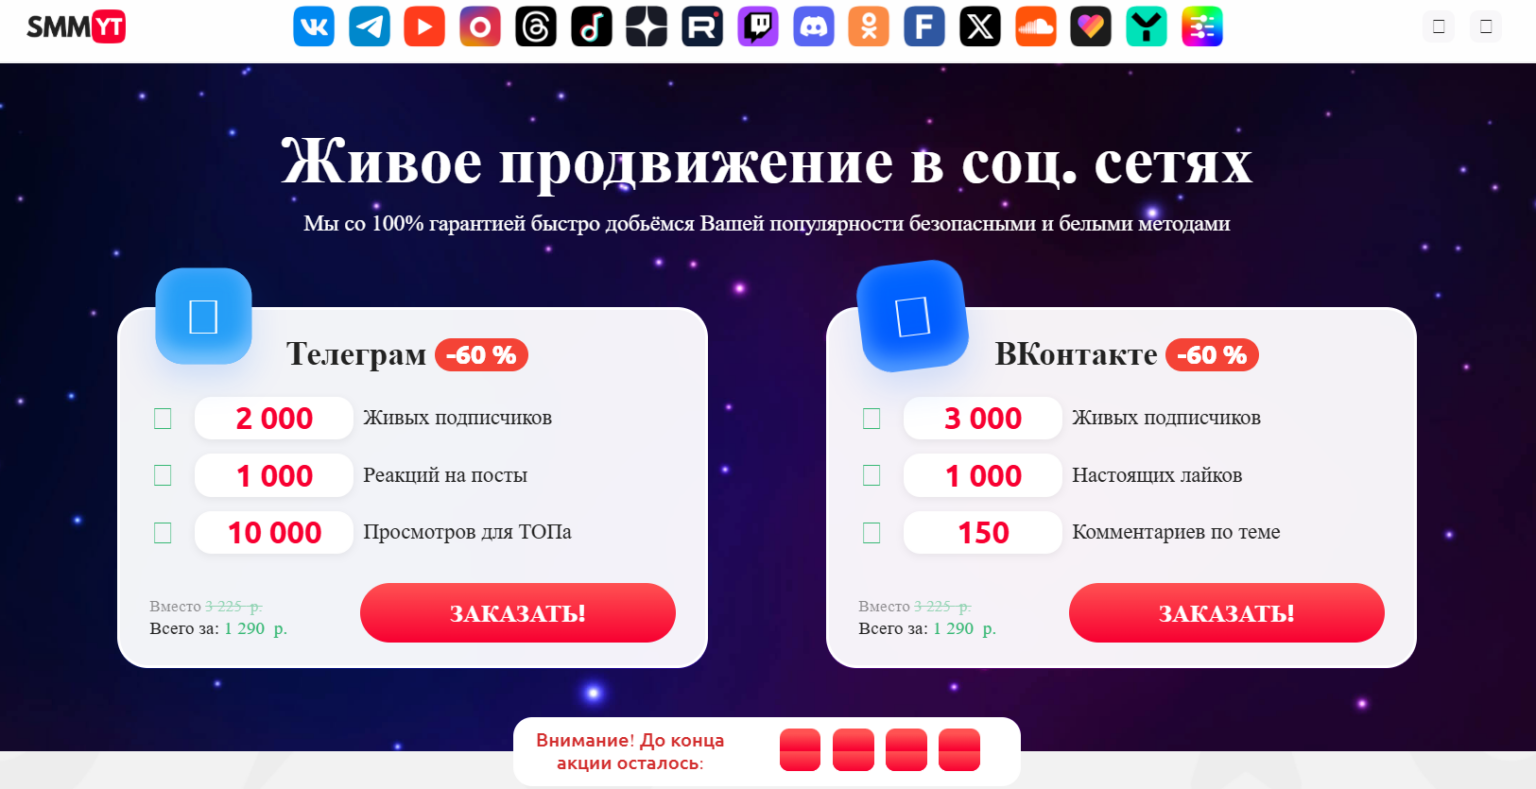 SMMYT
Живое продвижение в соц. сетях
Мы со 100% гарантией быстро добьёмся Вашей популярности безопасными и белыми методами
Телеграм -60 %
2 000 Живых подписчиков
1 000 Реакций на посты
10 000 Просмотров для ТОПа
Вместо 3 225 р.
Всего за: 1 290 р.
ЗАКАЗАТЬ!
ВКонтакте -60 %
3 000 Живых подписчиков
1 000 Настоящих лайков
150 Комментариев по теме
Вместо 3 225 р.
Всего за: 1 290 р.
ЗАКАЗАТЬ!
Внимание! До конца
акции осталось: